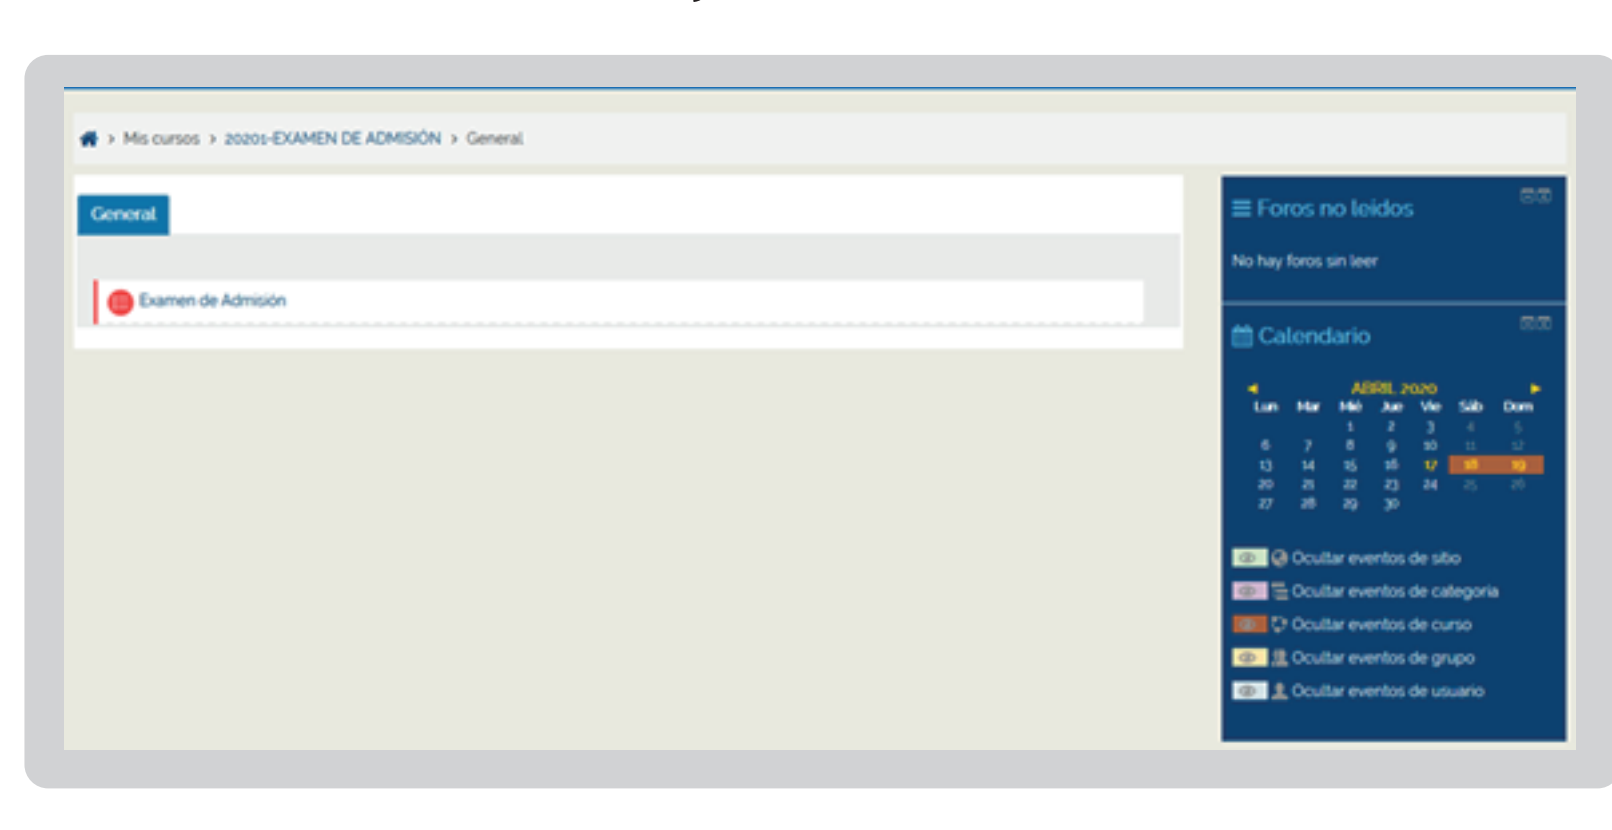 > Mis cursos > 20201-EXAMEN DE ADMISIÓN > General
General
Examen de Admisión
Foros no leidos
No hay foros sin leer
Calendario
◄ ABRIL 2020 ►
Lun Mar Mié Jue Vie Sáb Dom
1 2 3 4 5
6 7 8 9 10 11 12
13 14 15 16 17 18 19
20 21 22 23 24 25 26
27 28 29 30
Ocultar eventos de sitio
Ocultar eventos de categoría
Ocultar eventos de curso
Ocultar eventos de grupo
Ocultar eventos de usuario